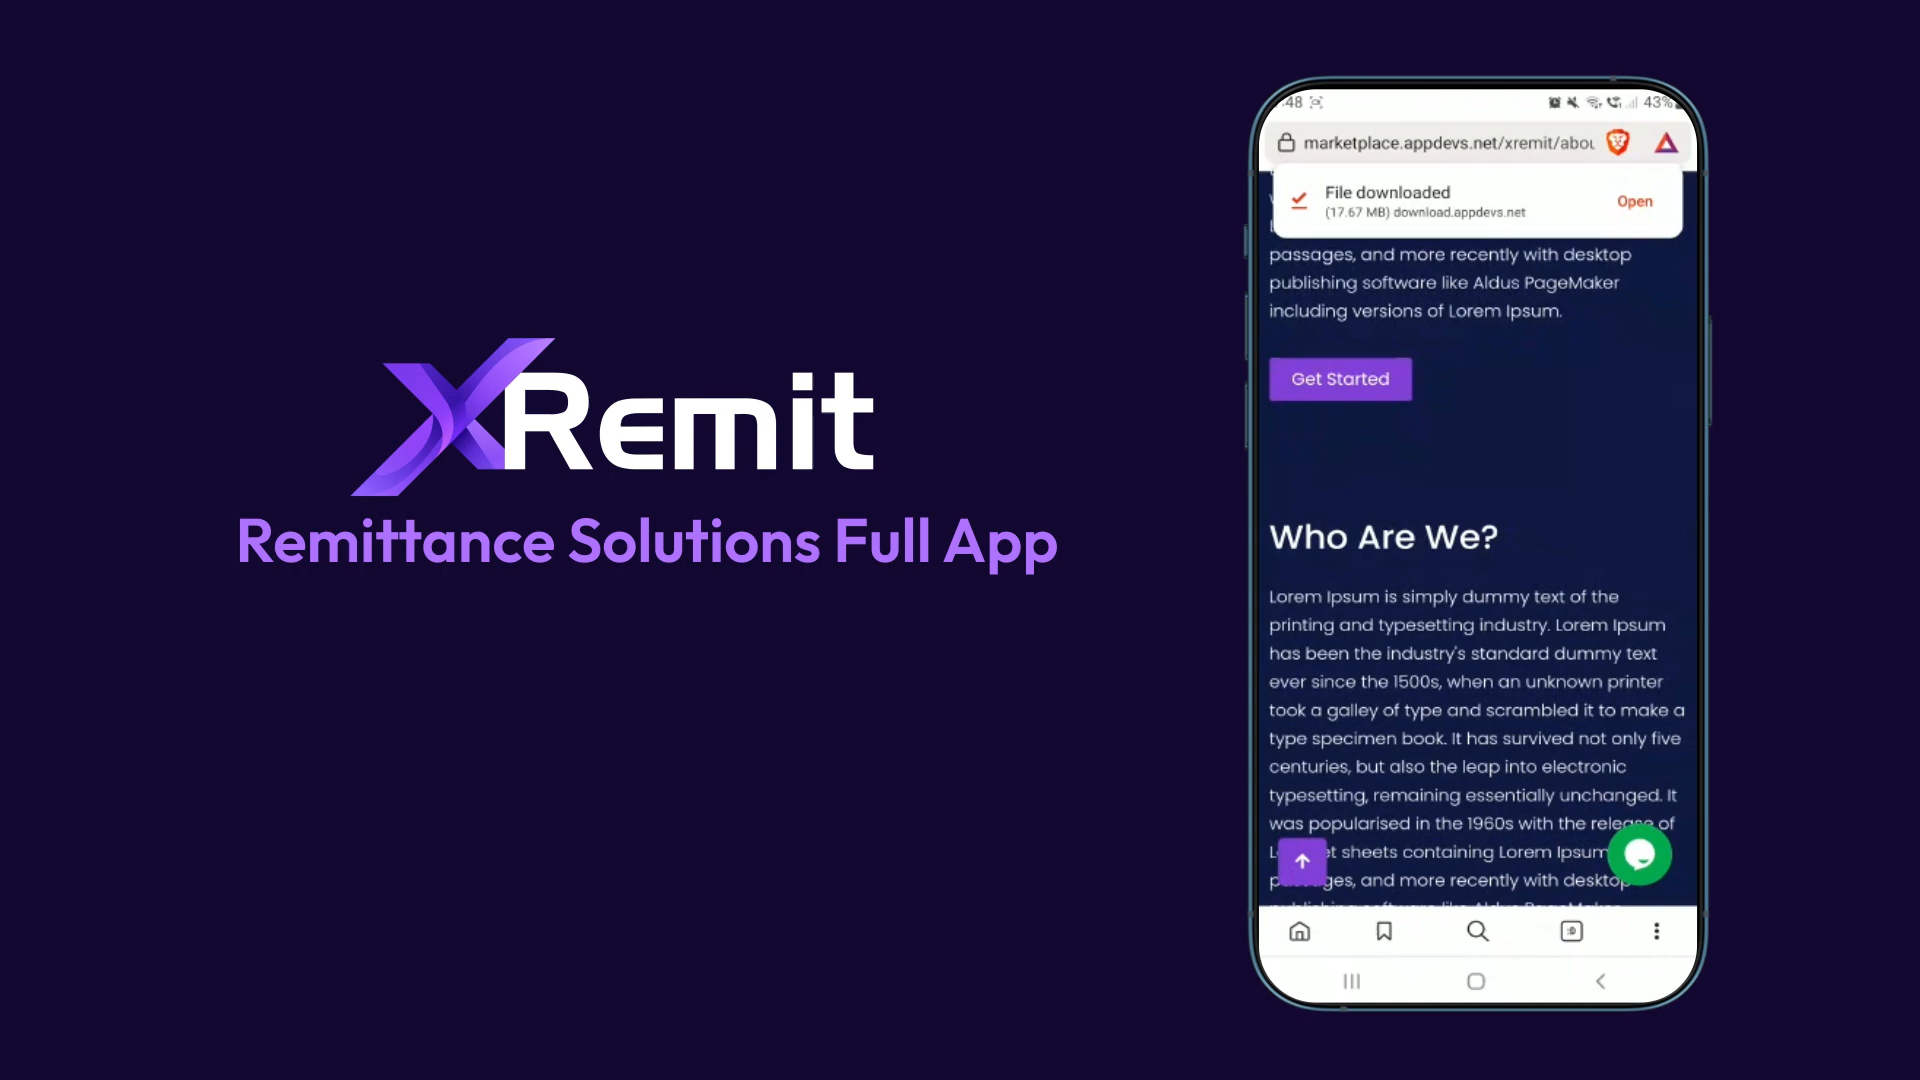 XRemit
Remittance Solutions Full App
:48
43%
marketplace.appdevs.net/xremit/abou
File downloaded
(17.67 MB) download.appdevs.net
Open
passages, and more recently with desktop
publishing software like Aldus PageMaker
including versions of Lorem Ipsum.
Get Started
Who Are We?
Lorem Ipsum is simply dummy text of the
printing and typesetting industry. Lorem Ipsum
has been the industry's standard dummy text
ever since the 1500s, when an unknown printer
took a galley of type and scrambled it to make a
type specimen book. It has survived not only five
centuries, but also the leap into electronic
typesetting, remaining essentially unchanged. It
was popularised in the 1960s with the release of
sheets containing Lorem Ipsum
and more recently with desktop
:D